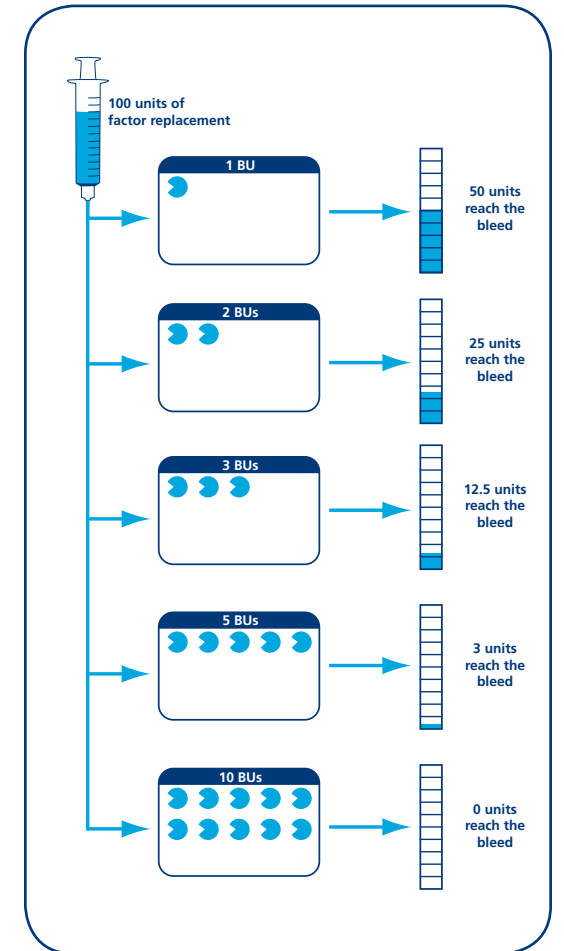 100 units of
factor replacement
1 BU
50 units
reach the
bleed
2 BUs
25 units
reach the
bleed
3 BUs
12.5 units
reach the
bleed
5 BUs
3 units
reach the
bleed
10 BUs
0 units
reach the
bleed